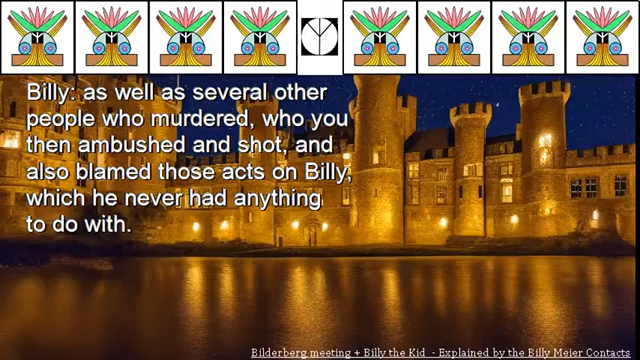 Billy: as well as several other
people who murdered, who you
then ambushed and shot, and
also blamed those acts on Billy,
which he never had anything
to do with.
Bilderberg meeting + Billy the Kid - Explained by the Billy Meier Contacts